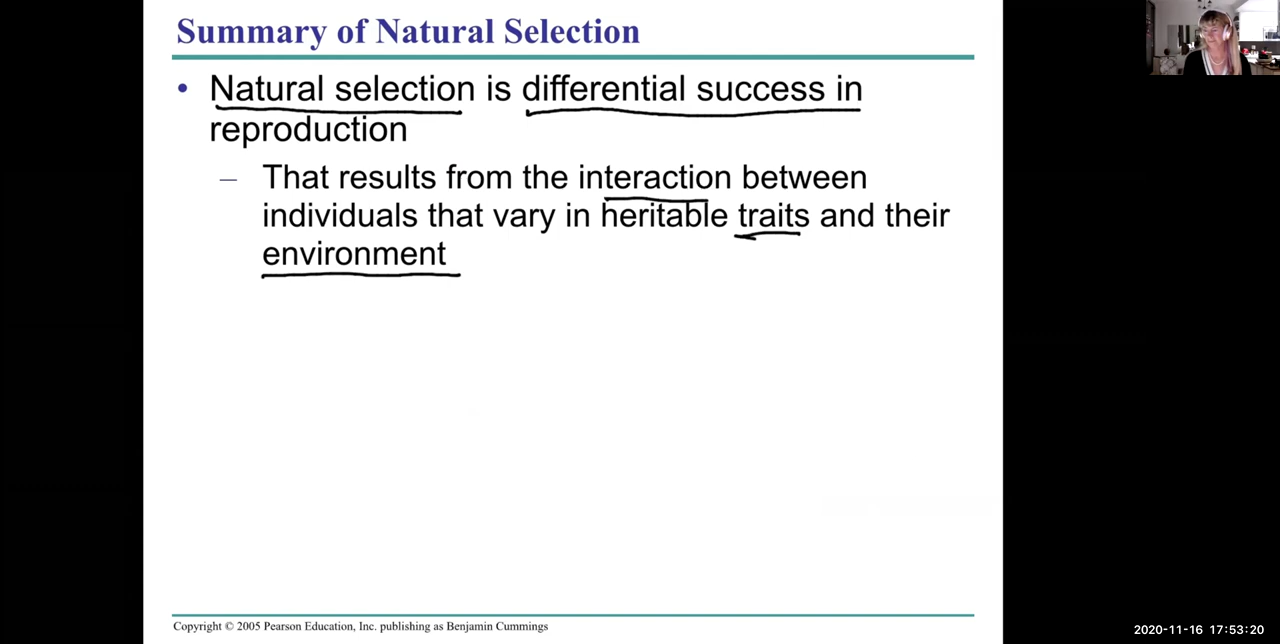 Summary of Natural Selection
• Natural selection is differential success in
reproduction
– That results from the interaction between
individuals that vary in heritable traits and their
environment
Copyright © 2005 Pearson Education, Inc. publishing as Benjamin Cummings
2020-11-16 17:53:20